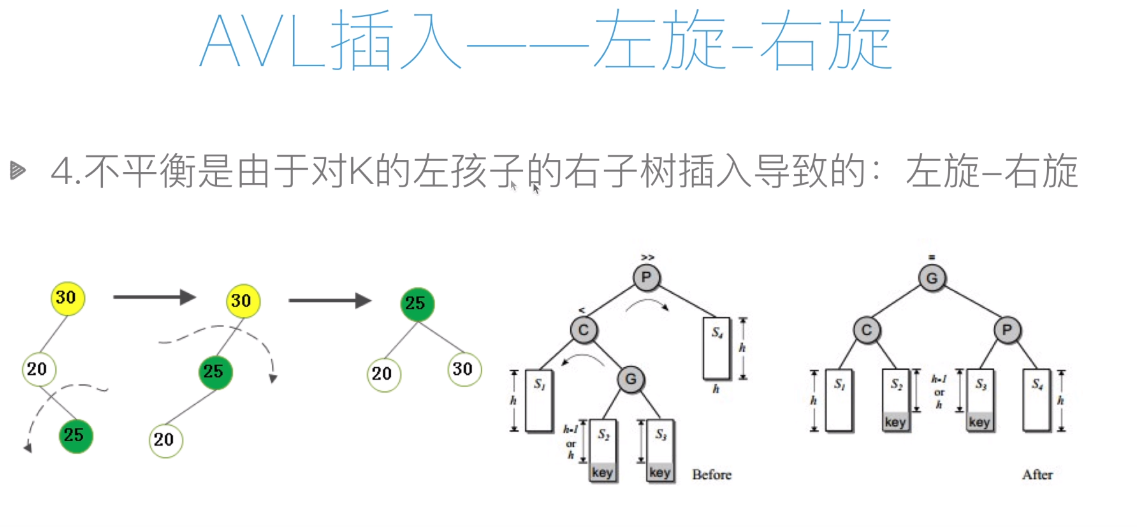 AVL插入——左旋-右旋
4.不平衡是由于对K的左孩子的右子树插入导致的：左旋-右旋
30
20
25
30
25
20
25
20
30
>>
P
<
C
S4
h
h
G
S1
h
h-1
or
h
S2
S3
key
key
Before
=
G
C
P
S1
h
S2
h-1
or
h
S3
S4
h
key
key
After